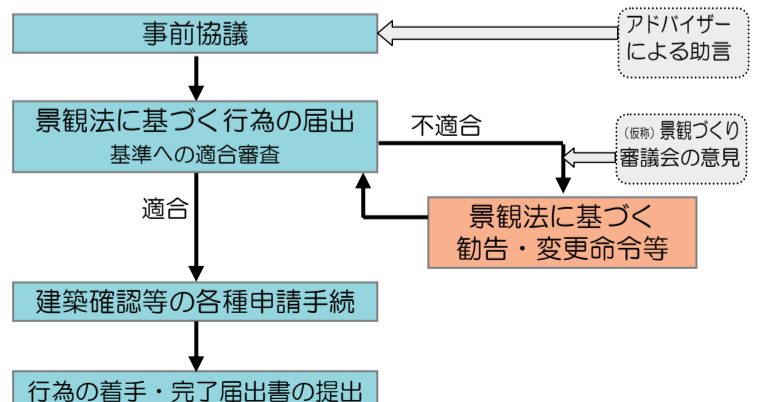 事前協議
アドバイザー
による助言
景観法に基づく行為の届出
基準への適合審査
不適合
（仮称）景観づくり
審議会の意見
適合
景観法に基づく
勧告・変更命令等
建築確認等の各種申請手続
行為の着手・完了届出書の提出